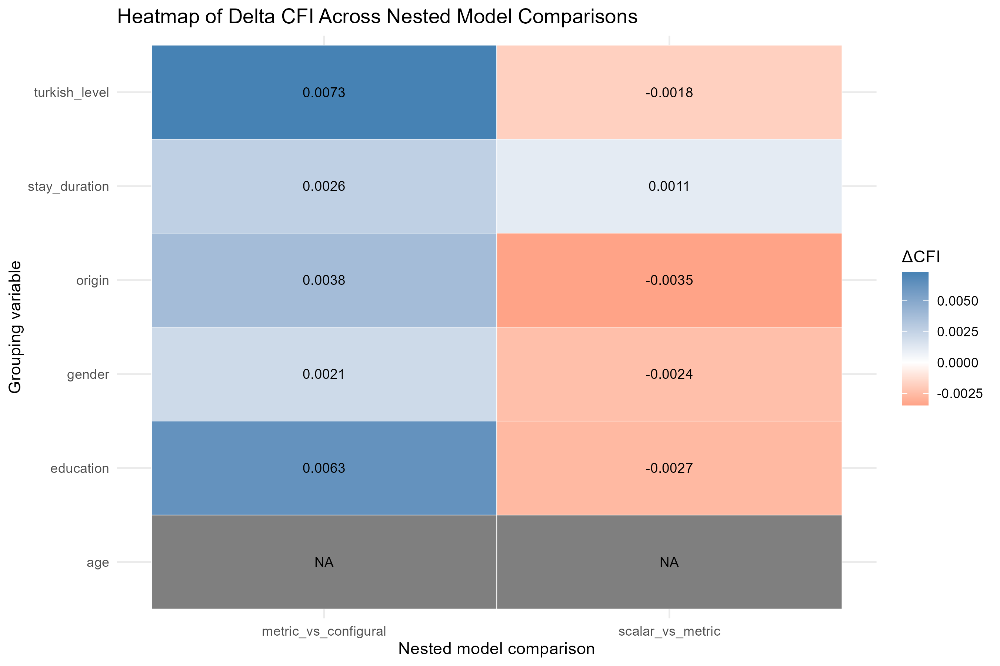 Heatmap of Delta CFI Across Nested Model Comparisons
Grouping variable
turkish_level
0.0073
-0.0018
stay_duration
0.0026
0.0011
origin
0.0038
-0.0035
gender
0.0021
-0.0024
education
0.0063
-0.0027
age
NA
NA
metric_vs_configural
scalar_vs_metric
Nested model comparison
ΔCFI
0.0050
0.0025
0.0000
-0.0025